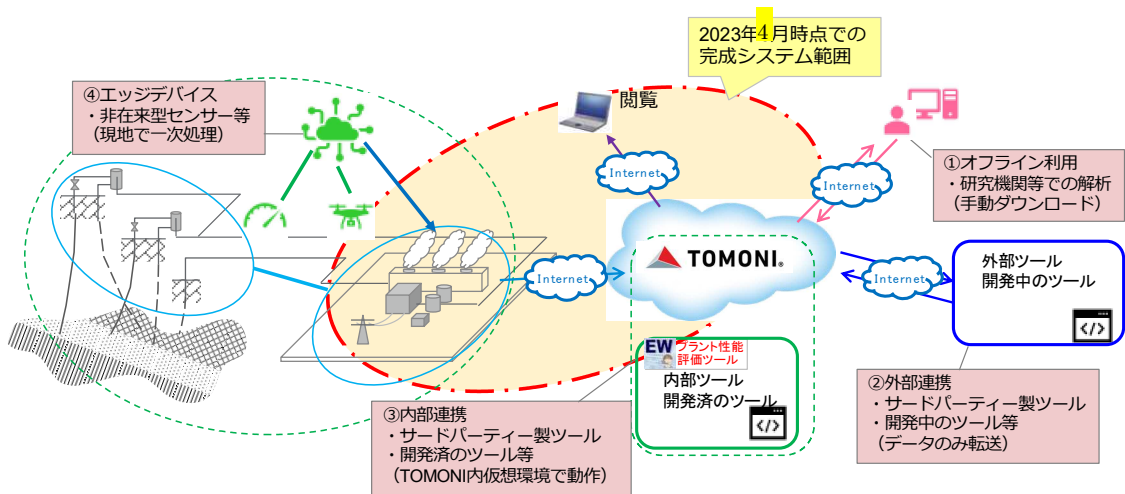 2023年4月時点での
完成システム範囲
④エッジデバイス
・非在来型センサー等
（現地で一次処理）
閲覧
Internet
Internet
①オフライン利用
・研究機関等での解析
（手動ダウンロード）
Internet
TOMONI®
Internet
外部ツール
開発中のツール
</>
EW プラント性能
評価ツール
内部ツール
開発済のツール
</>
③内部連携
・サードパーティー製ツール
・開発済のツール等
（TOMONI内仮想環境で動作）
②外部連携
・サードパーティー製ツール
・開発中のツール等
（データのみ転送）